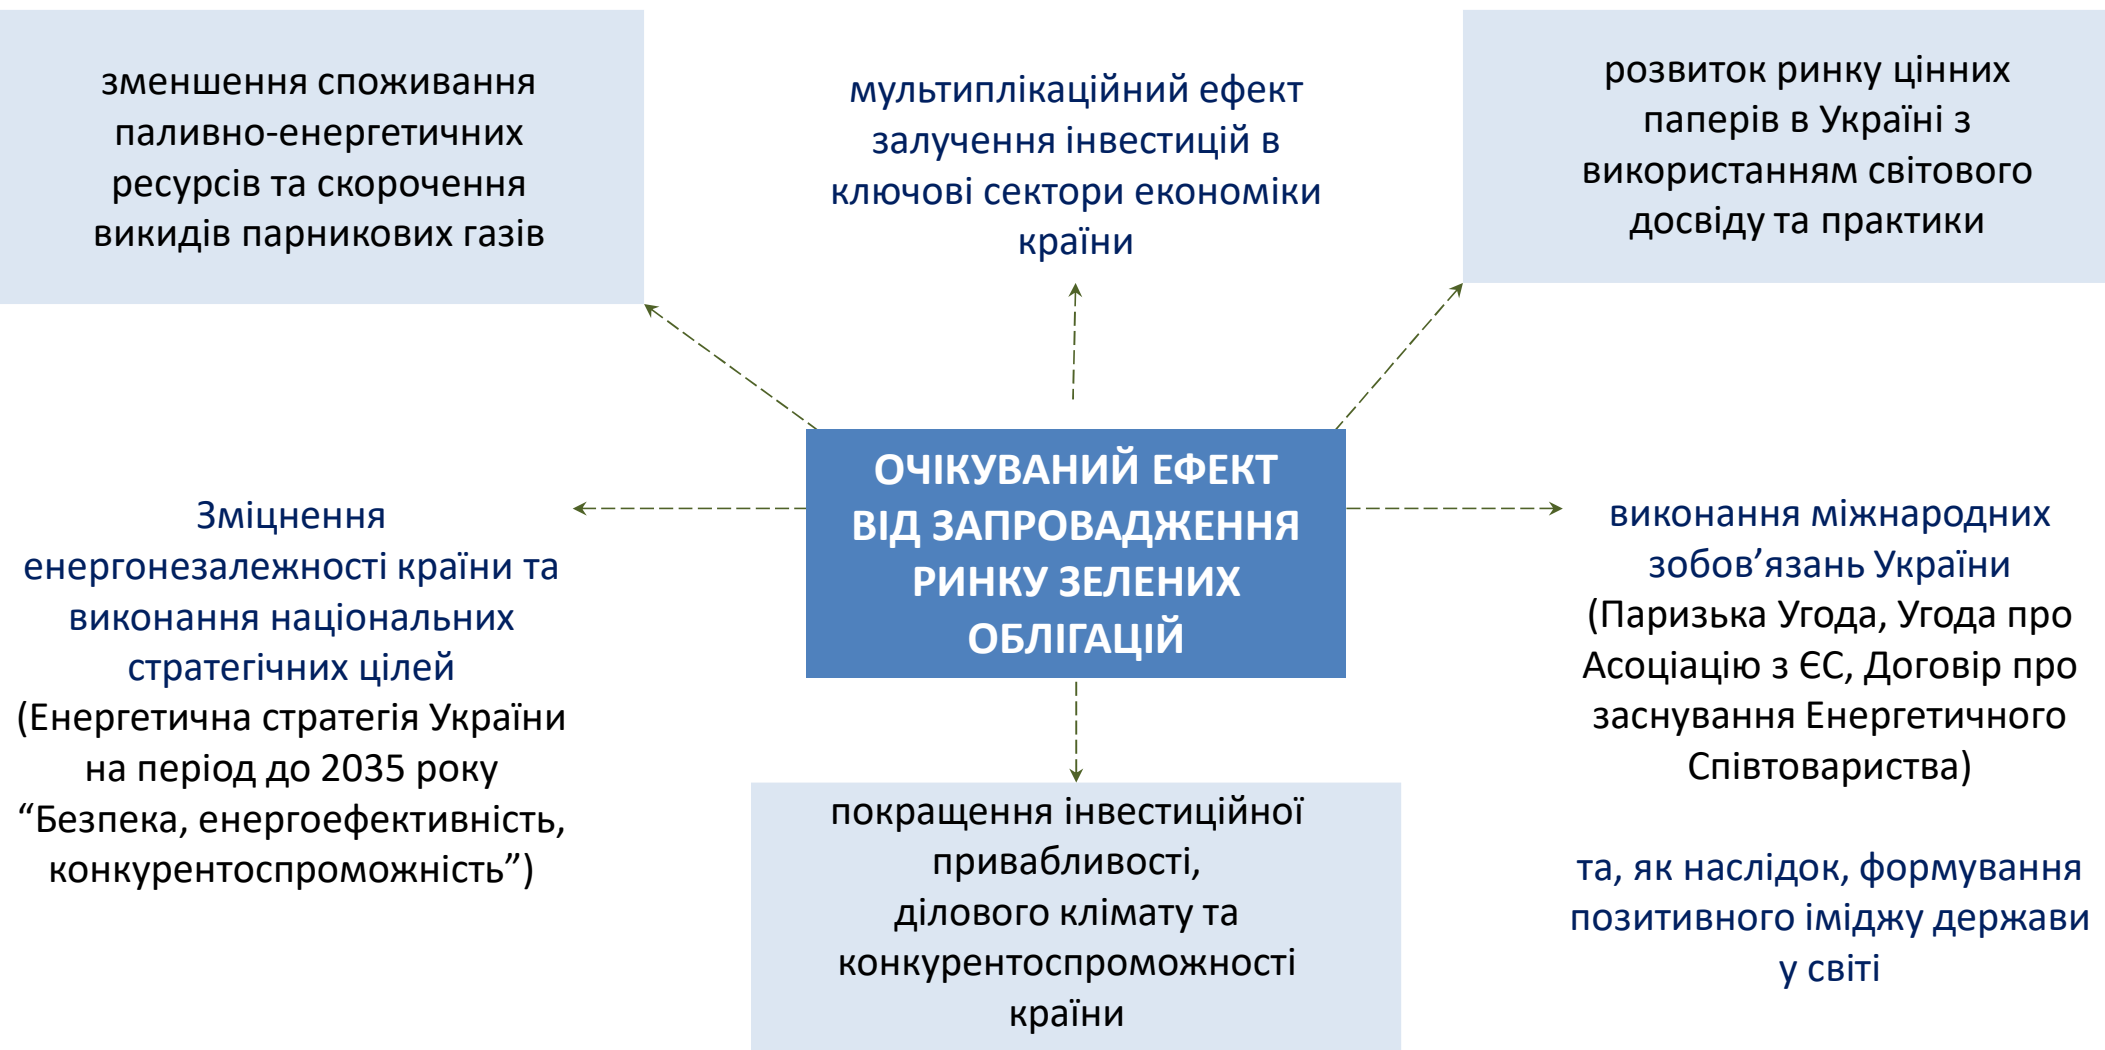 зменшення споживання
паливно-енергетичних
ресурсів та скорочення
викидів парникових газів
мультиплікаційний ефект
залучення інвестицій в
ключові сектори економіки
країни
розвиток ринку цінних
паперів в Україні з
використанням світового
досвіду та практики
Зміцнення
енергонезалежності країни та
виконання національних
стратегічних цілей
(Енергетична стратегія України
на період до 2035 року
“Безпека, енергоефективність,
конкурентоспроможність”)
ОЧІКУВАНИЙ ЕФЕКТ
ВІД ЗАПРОВАДЖЕННЯ
РИНКУ ЗЕЛЕНИХ
ОБЛІГАЦІЙ
виконання міжнародних
зобов’язань України
(Паризька Угода, Угода про
Асоціацію з ЄС, Договір про
заснування Енергетичного
Співтовариства)
та, як наслідок, формування
позитивного іміджу держави
у світі
покращення інвестиційної
привабливості,
ділового клімату та
конкурентоспроможності
країни